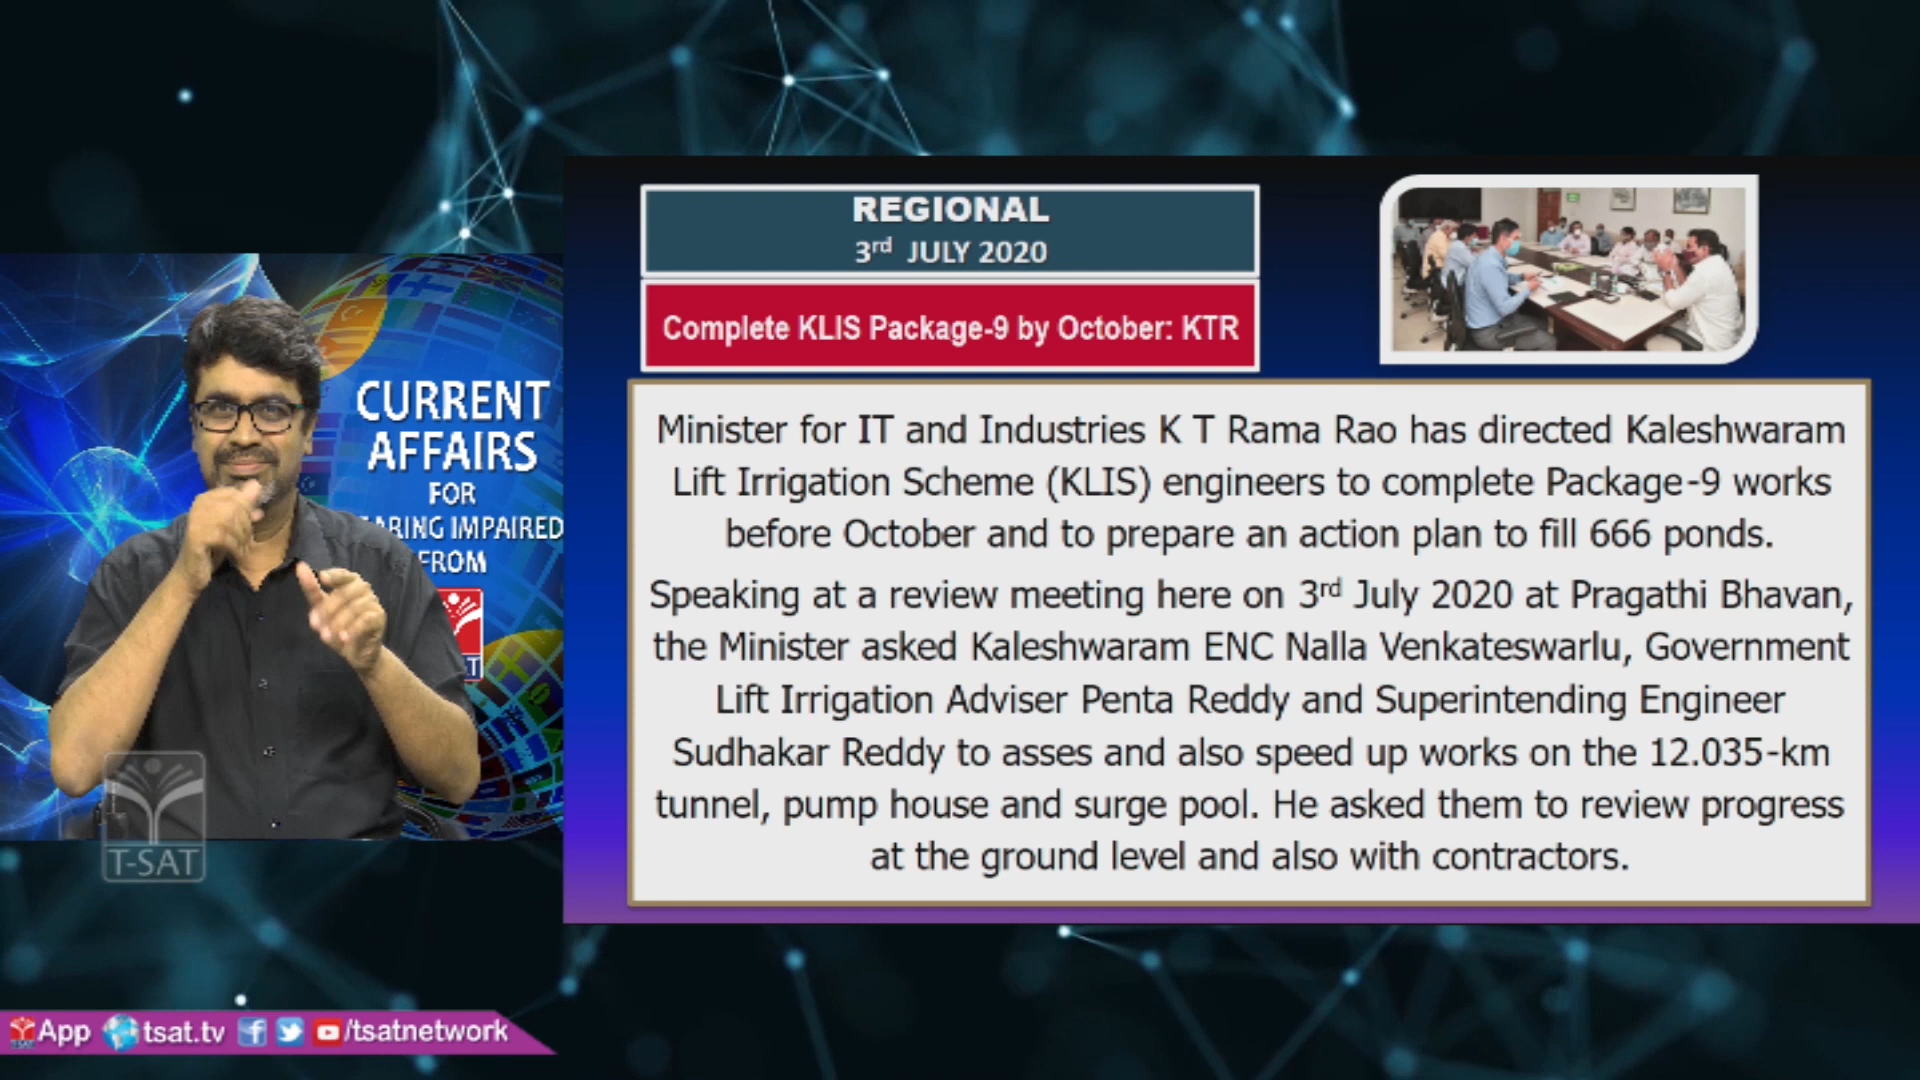 REGIONAL
3rd JULY 2020
Complete KLIS Package-9 by October: KTR
Minister for IT and Industries K T Rama Rao has directed Kaleshwaram
Lift Irrigation Scheme (KLIS) engineers to complete Package-9 works
before October and to prepare an action plan to fill 666 ponds.
Speaking at a review meeting here on 3rd July 2020 at Pragathi Bhavan,
the Minister asked Kaleshwaram ENC Nalla Venkateswarlu, Government
Lift Irrigation Adviser Penta Reddy and Superintending Engineer
Sudhakar Reddy to asses and also speed up works on the 12.035-km
tunnel, pump house and surge pool. He asked them to review progress
at the ground level and also with contractors.
CURRENT
AFFAIRS
FOR
ARING IMPAIRED
FROM
T-SAT
App tsat.tv /tsatnetwork